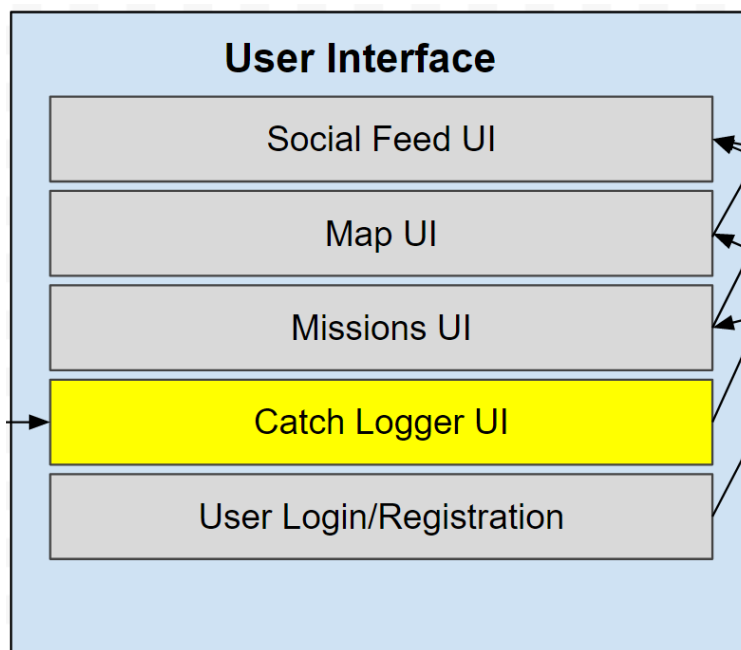 User Interface
Social Feed UI
Map UI
Missions UI
Catch Logger UI
User Login/Registration